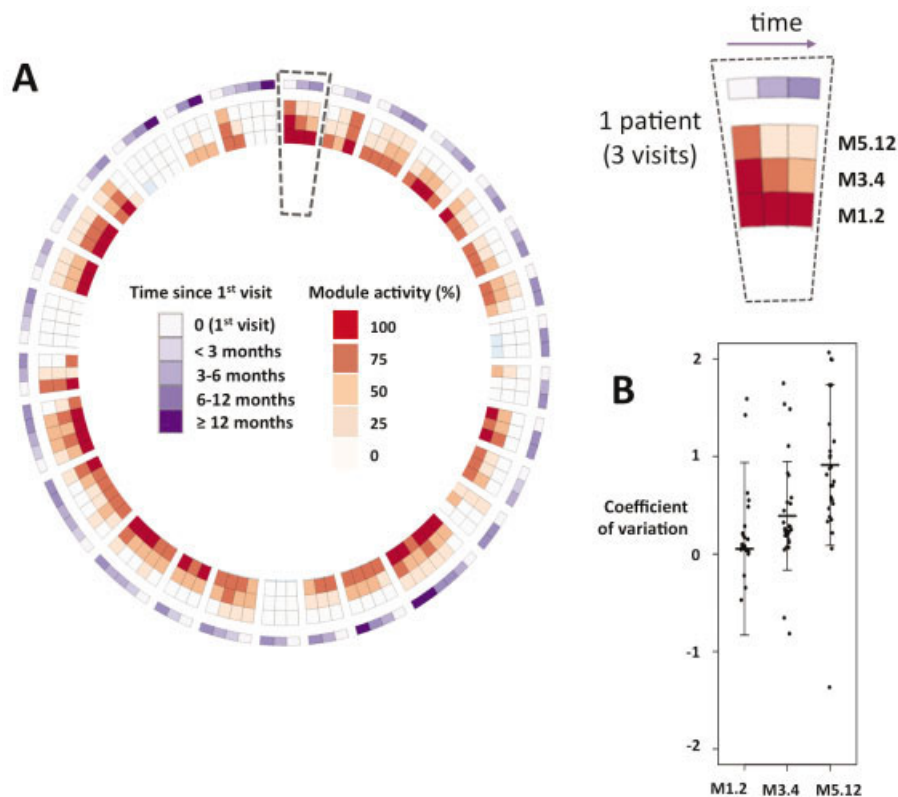 A
time
1 patient
(3 visits)
M5.12
M3.4
M1.2
Time since 1st visit
0 (1st visit)
< 3 months
3-6 months
6-12 months
≥ 12 months
Module activity (%)
100
75
50
25
0
B
2
1
0
-1
-2
Coefficient
of variation
M1.2 M3.4 M5.12